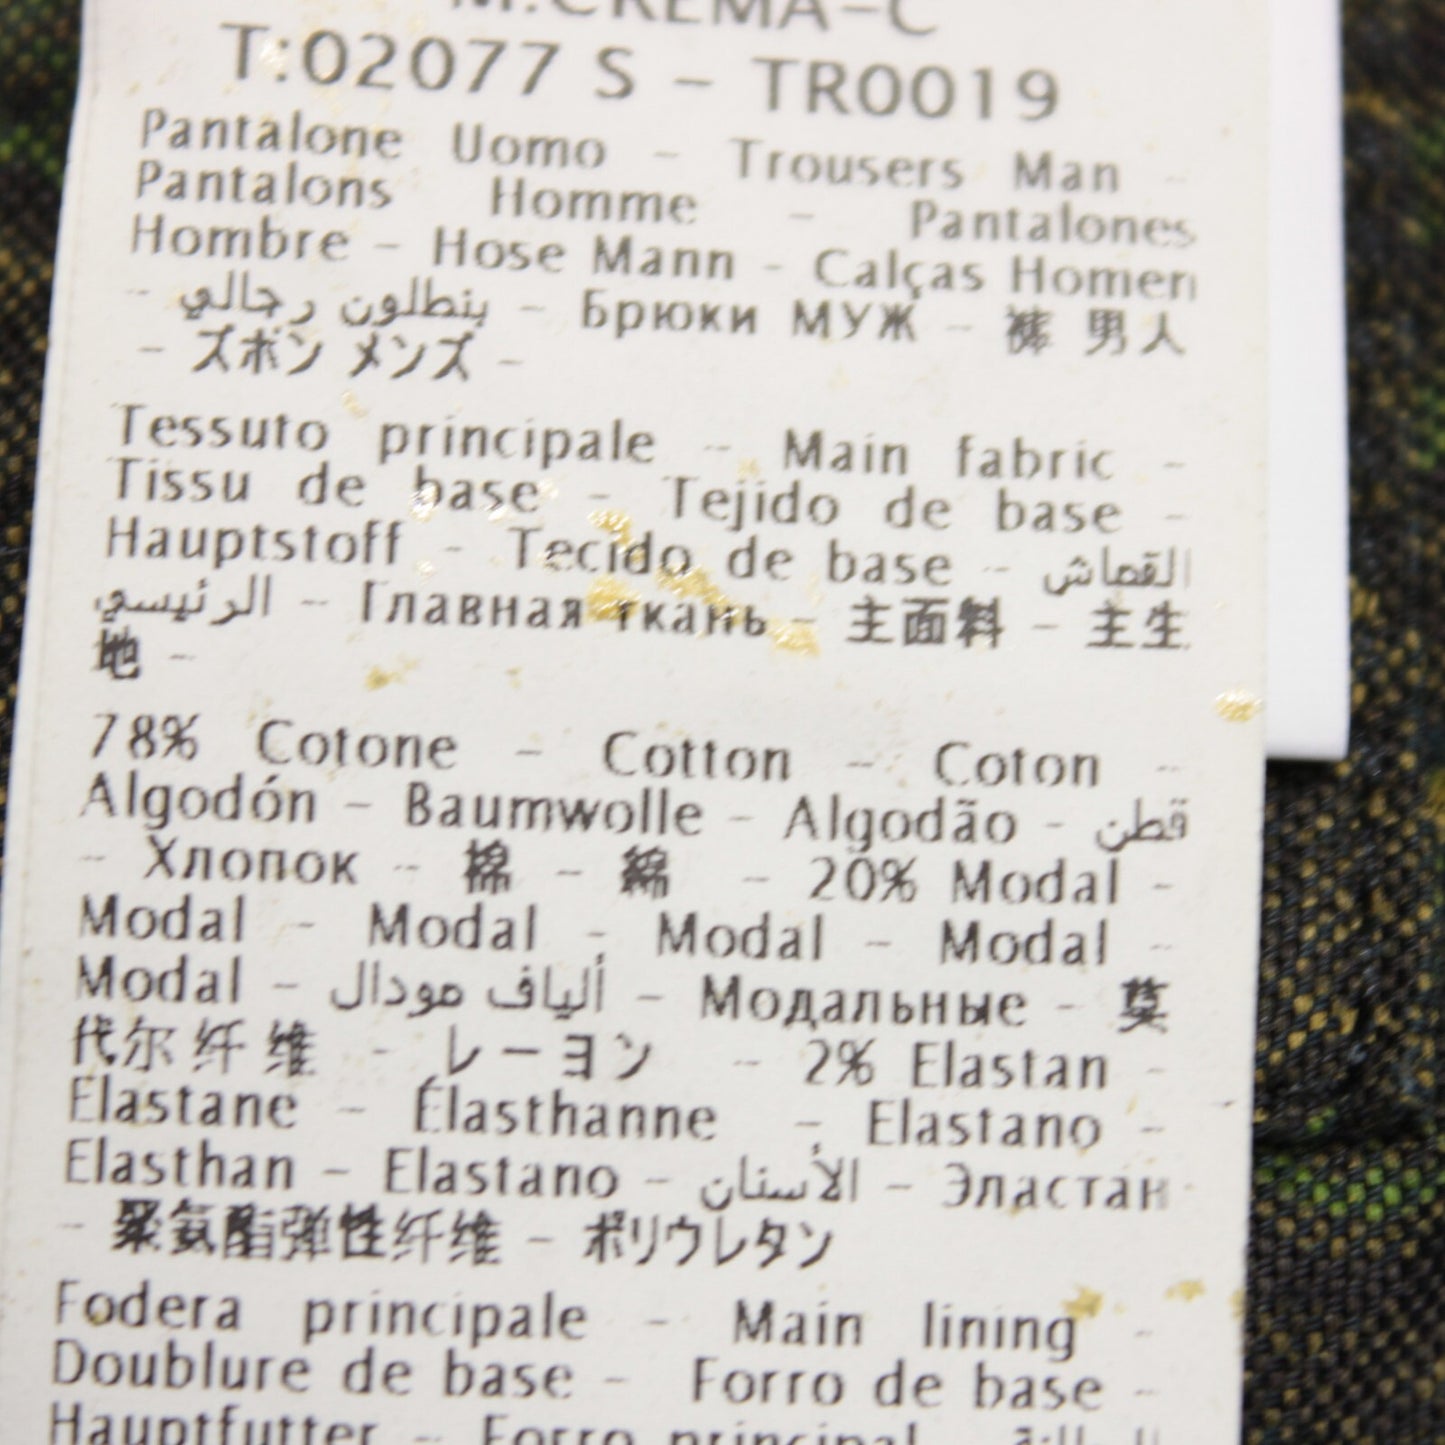 M.CREMA-C
T:02077 S - TR0019
Pantalone Uomo - Trousers Man -
Pantalons Homme - Pantalones
Hombre - Hose Mann - Calças Homen
- بنطلون رجالي - Брюки МУЖ - 裤 男人
- ズボン メンズ -
Tessuto principale - Main fabric -
Tissu de base - Tejido de base -
Hauptstoff - Tecido de base - القماش
الرئيسي - Главная ткань - 主面料 - 主生
地 -
78% Cotone - Cotton - Coton -
Algodón - Baumwolle - Algodão - قطن
- Хлопок - 棉 - 綿 - 20% Modal -
Modal - Modal - Modal - Modal -
Modal - ألياف مودال - Модальные - 莫
代尔纤维 - レーヨン - 2% Elastan -
Elastane - Élasthanne - Elastano -
Elasthan - Elastano - الأستان - Эластан
- 聚氨酯弹性纤维 - ポリウレタン
Fodera principale - Main lining -
Doublure de base - Forro de base -
Hauptfutter - Forro principal -